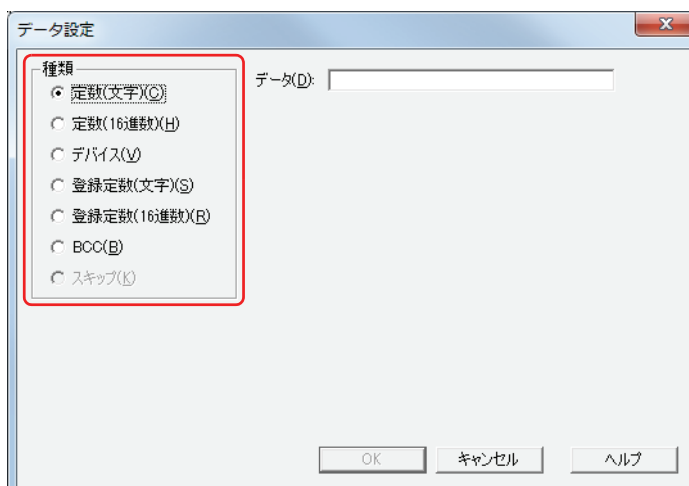 データ設定
種類
定数(文字)(C)
定数(16進数)(H)
デバイス(V)
登録定数(文字)(S)
登録定数(16進数)(R)
BCC(B)
スキップ(K)
データ(D):
OK
キャンセル
ヘルプ